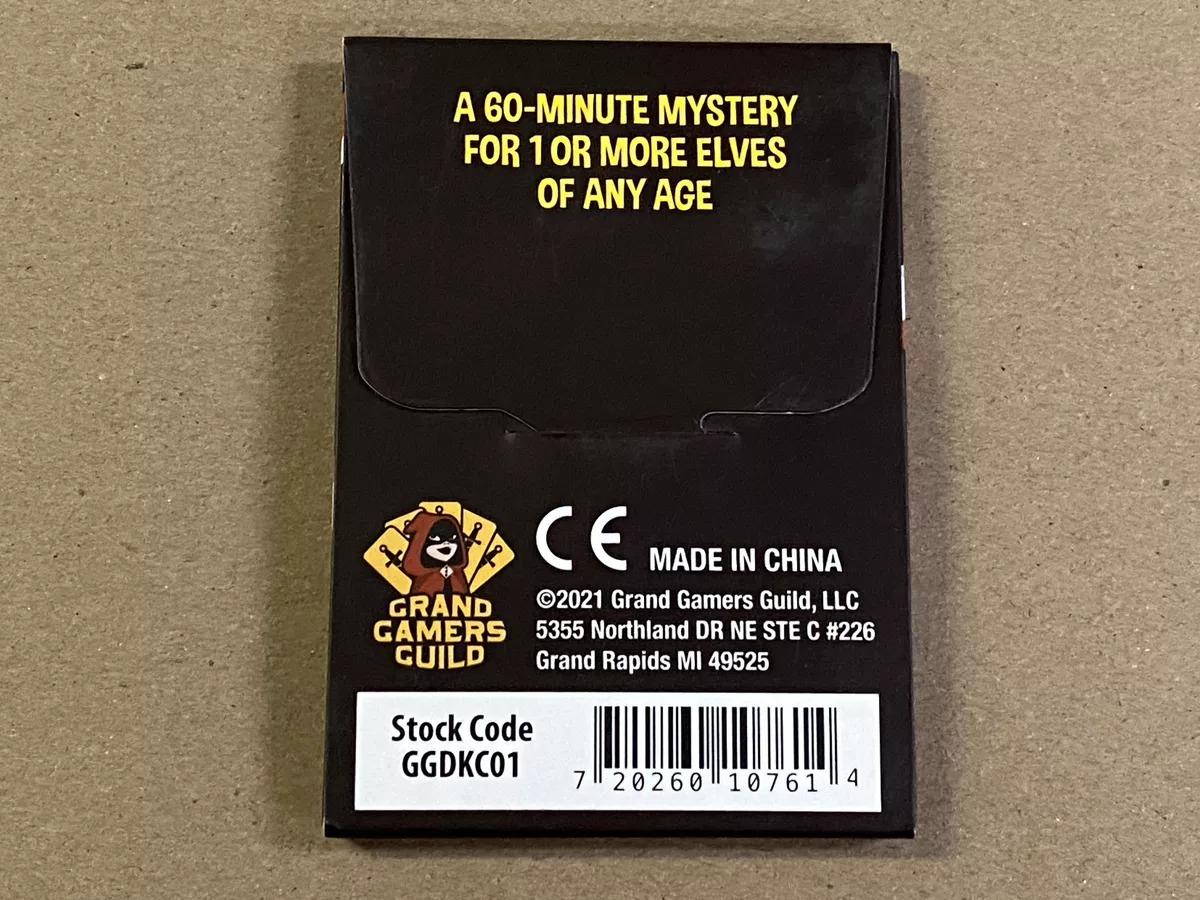 A 60-MINUTE MYSTERY
FOR 1 OR MORE ELVES
OF ANY AGE
GRAND
GAMERS
GUILD
CE MADE IN CHINA
©2021 Grand Gamers Guild, LLC
5355 Northland DR NE STE C #226
Grand Rapids MI 49525
Stock Code
GGDKC01
7 20260 10761 4